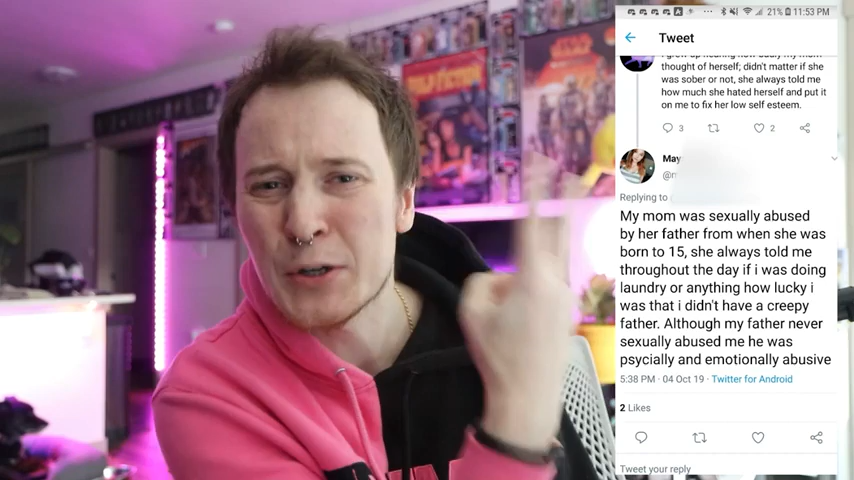 PULP FICTION
21% 11:53 PM
Tweet
thought of herself; didn't matter if she
was sober or not, she always told me
how much she hated herself and put it
on me to fix her low self esteem.
3 2
May
Replying to
My mom was sexually abused
by her father from when she was
born to 15, she always told me
throughout the day if i was doing
laundry or anything how lucky i
was that i didn't have a creepy
father. Although my father never
sexually abused me he was
psycially and emotionally abusive
5:38 PM · 04 Oct 19 · Twitter for Android
2 Likes
Tweet your reply